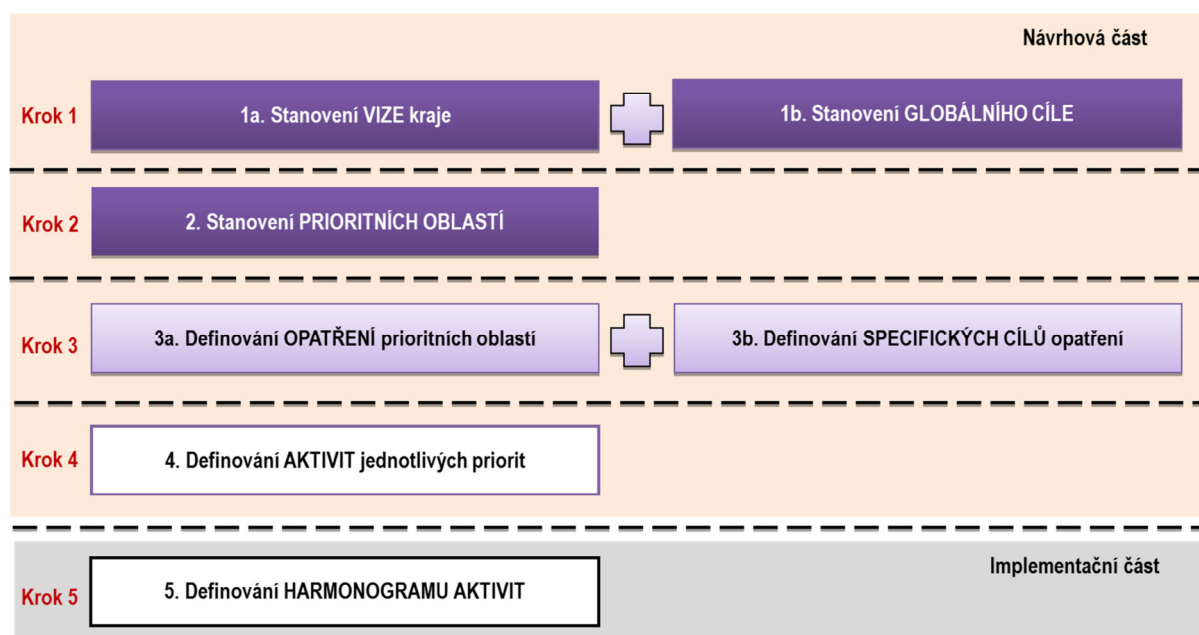 Návrhová část
Krok 1
1a. Stanovení VIZE kraje
1b. Stanovení GLOBÁLNÍHO CÍLE
Krok 2
2. Stanovení PRIORITNÍCH OBLASTÍ
Krok 3
3a. Definování OPATŘENÍ prioritních oblastí
3b. Definování SPECIFICKÝCH CÍLŮ opatření
Krok 4
4. Definování AKTIVIT jednotlivých priorit
Implementační část
Krok 5
5. Definování HARMONOGRAMU AKTIVIT